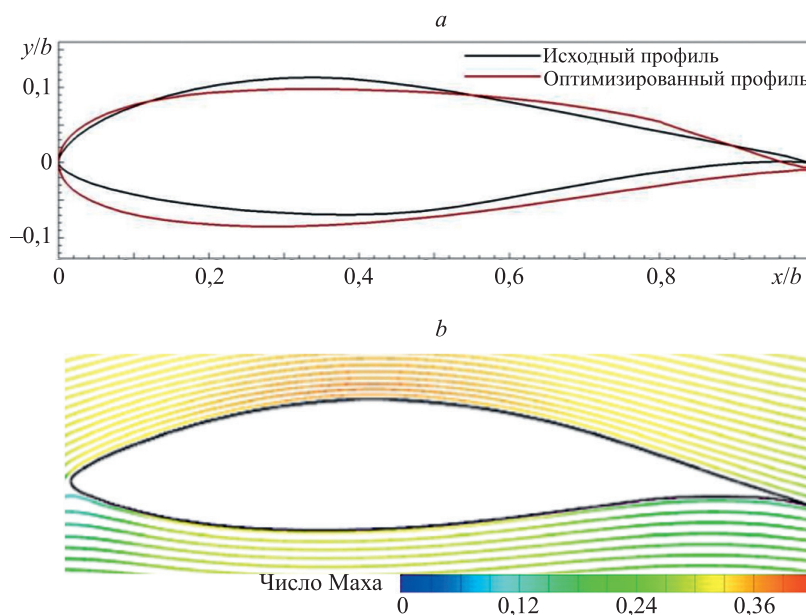 a
y/b
Исходный профиль
Оптимизированный профиль
0,1
0
–0,1
0 0,2 0,4 0,6 0,8 x/b
b
Число Маха
0 0,12 0,24 0,36